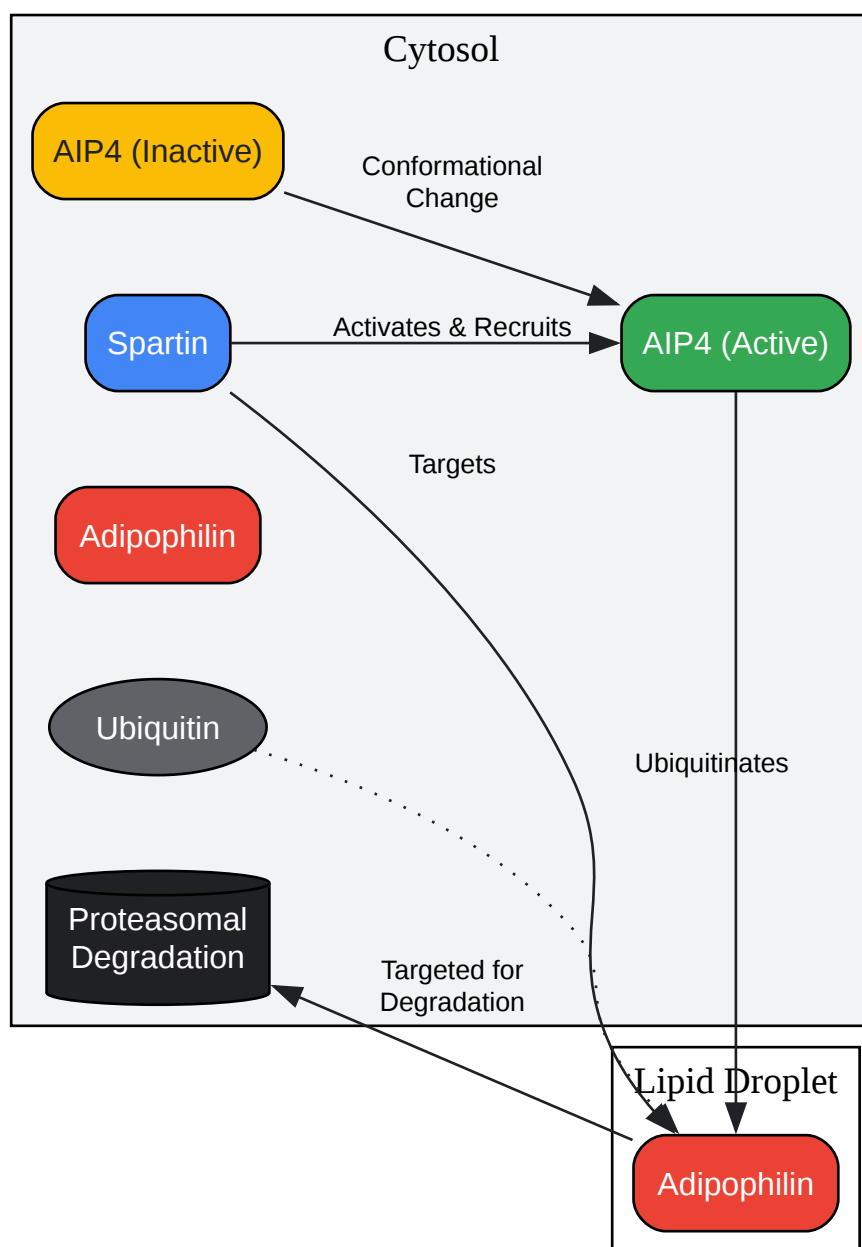 Cytosol
AIP4 (Inactive)
Conformational
Change
Spartin
Activates & Recruits
AIP4 (Active)
Targets
Adipophilin
Ubiquitin
Ubiquitinates
Proteasomal
Degradation
Targeted for
Degradation
Lipid Droplet
Adipophilin